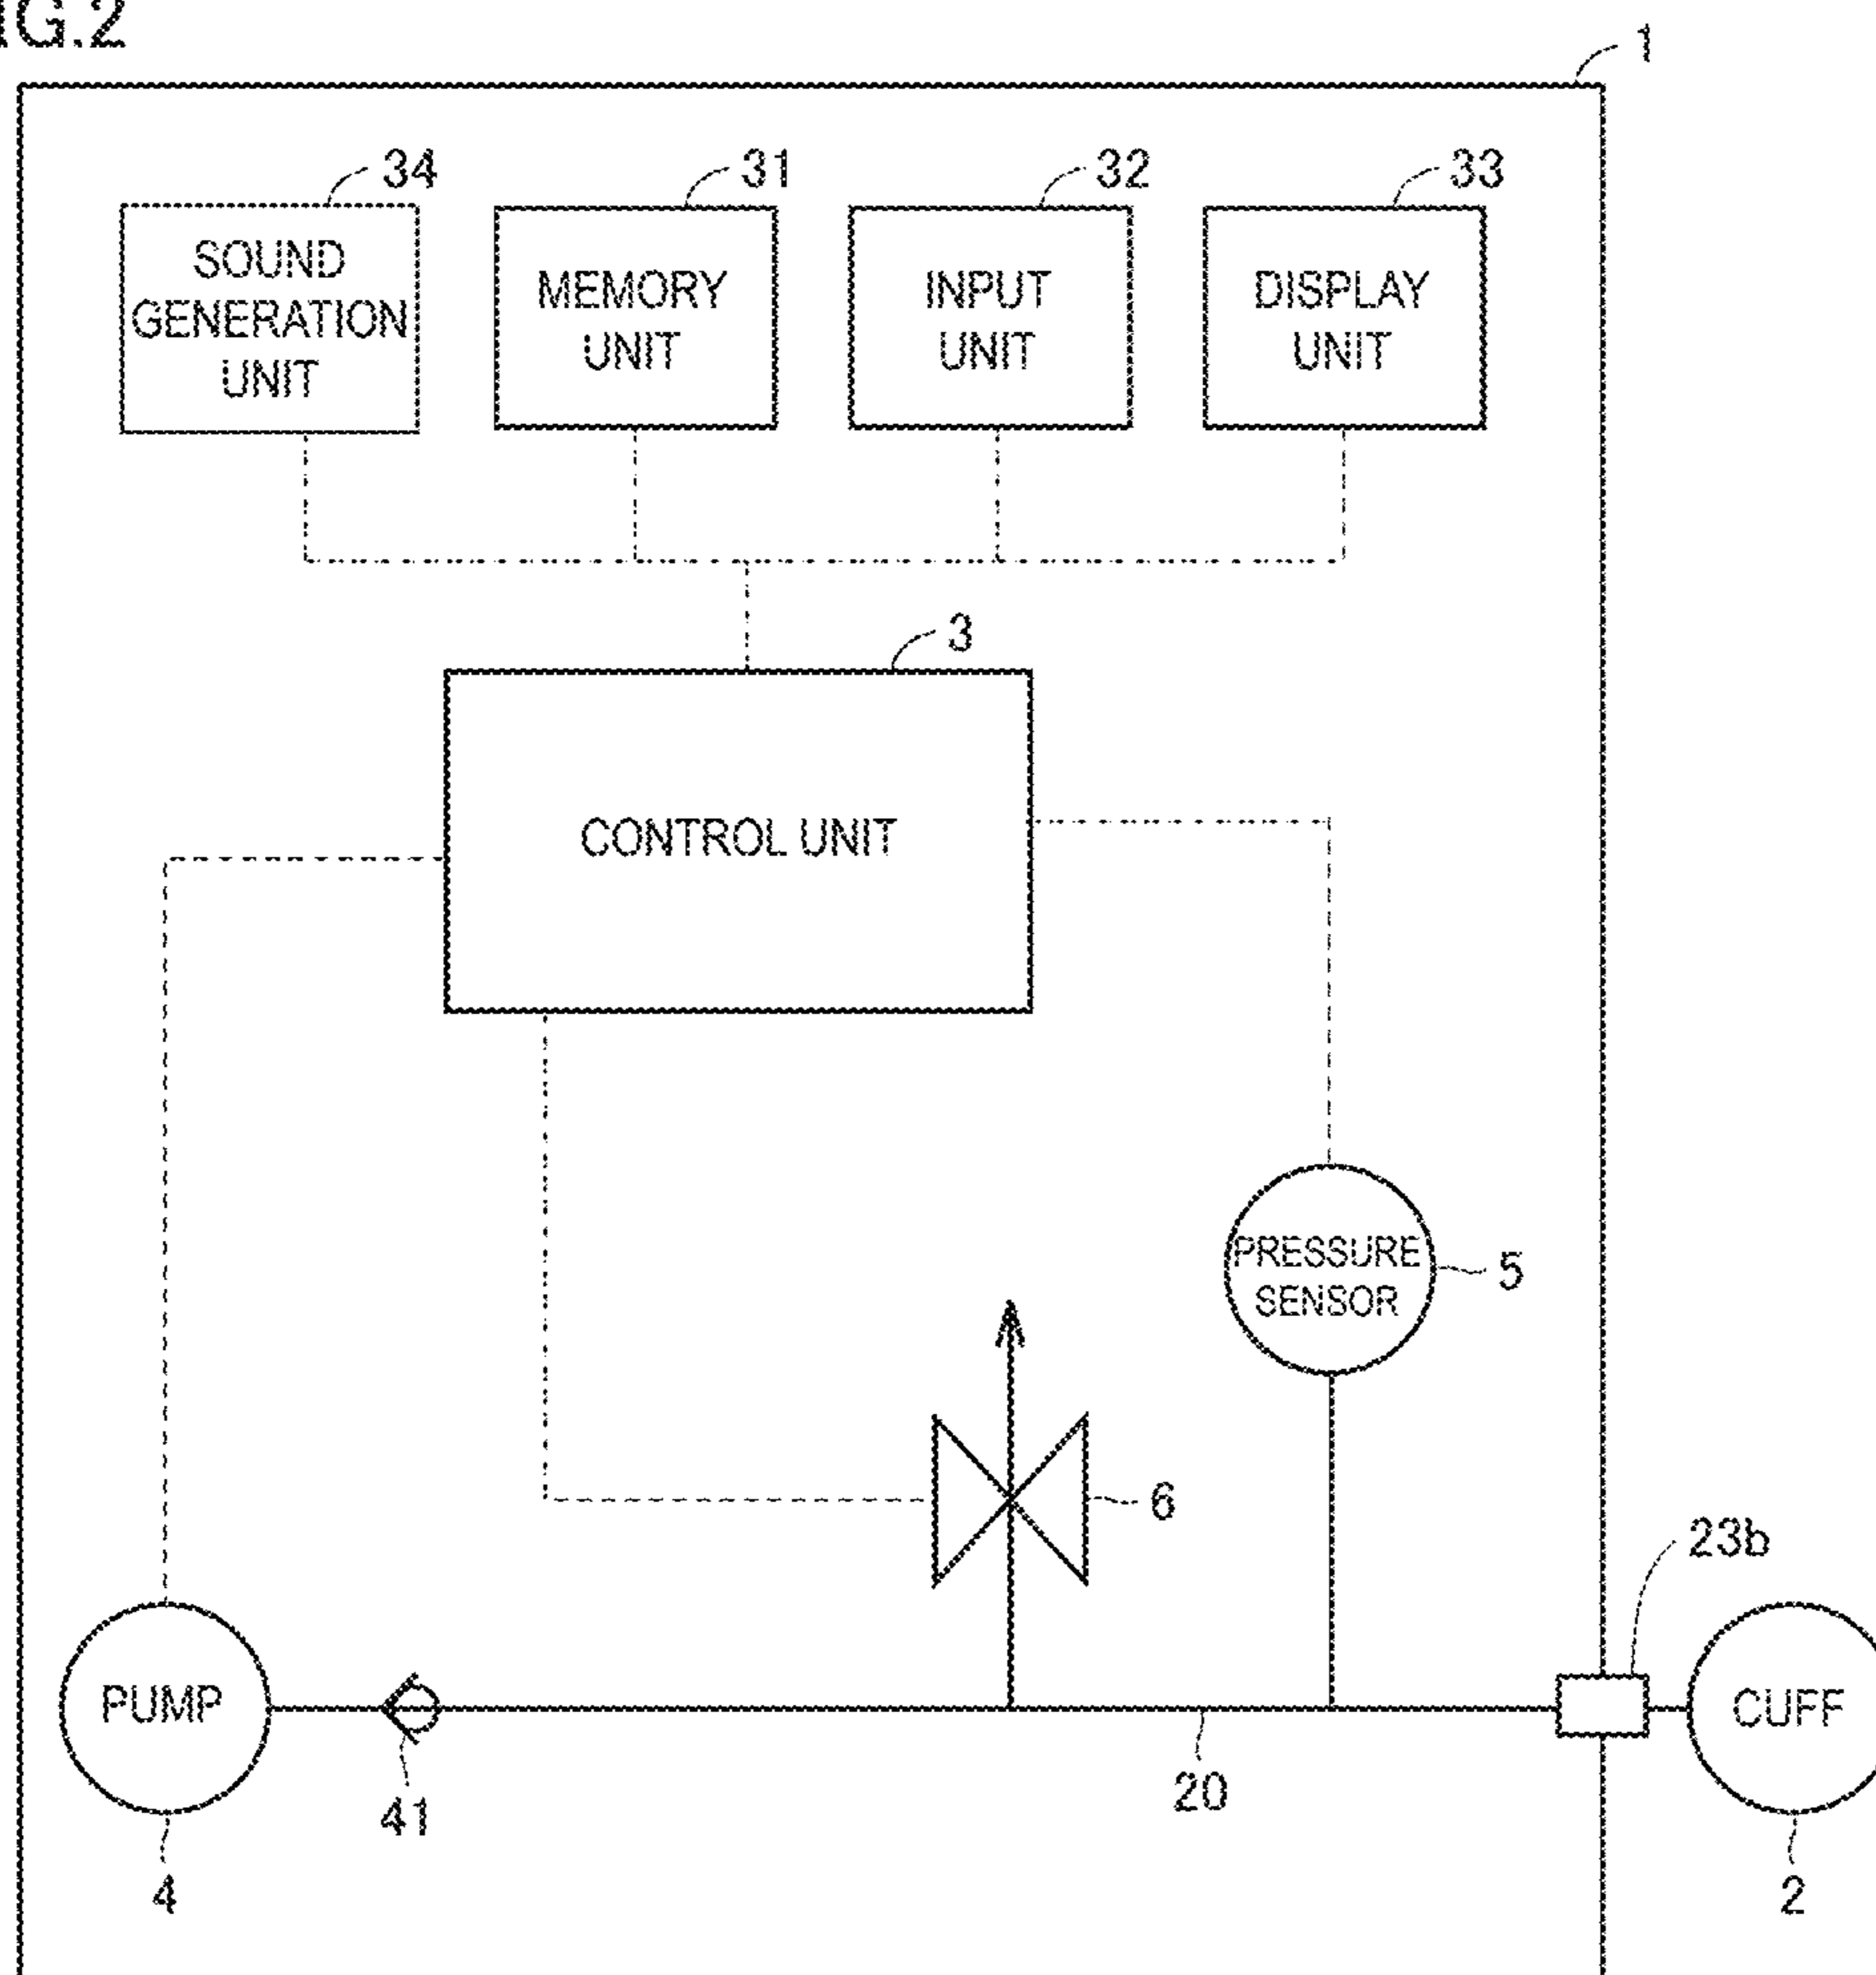 IG.2
1
34
31
32
33
SOUND
GENERATION
UNIT
MEMORY
UNIT
INPUT
UNIT
DISPLAY
UNIT
3
CONTROL UNIT
PRESSURE
SENSOR
5
6
23b
PUMP
CUFF
41
20
4
2